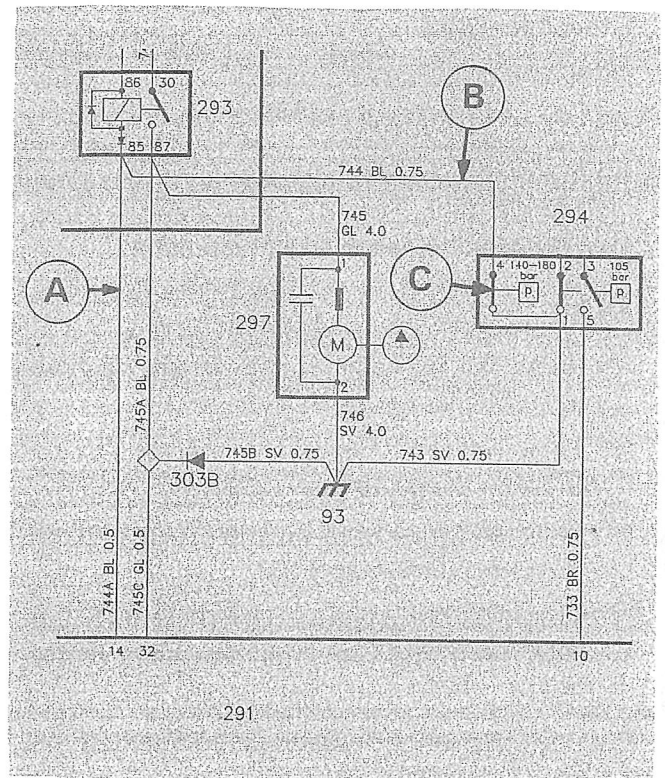 7
86 30
293
85 87
B
744 BL 0.75
745
GL 4.0
294
A
C
4 140-180 2 3 105
bar bar
P P
1 5
1
297
M
2
745A BL 0.75
746
SV 4.0
745B SV 0.75
743 SV 0.75
303B
93
744A BL 0.5
745C GL 0.5
733 BR 0.75
14 32 10
291